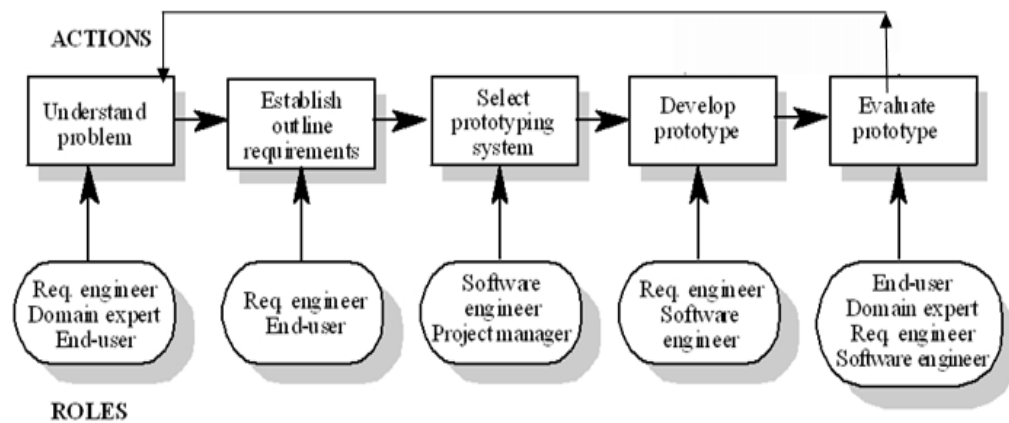 ACTIONS
Understand
problem
Establish
outline
requirements
Select
prototyping
system
Develop
prototype
Evaluate
prototype
Req. engineer
Domain expert
End-user
Req. engineer
End-user
Software
engineer
Project manager
Req. engineer
Software
engineer
End-user
Domain expert
Req. engineer
Software engineer
ROLES